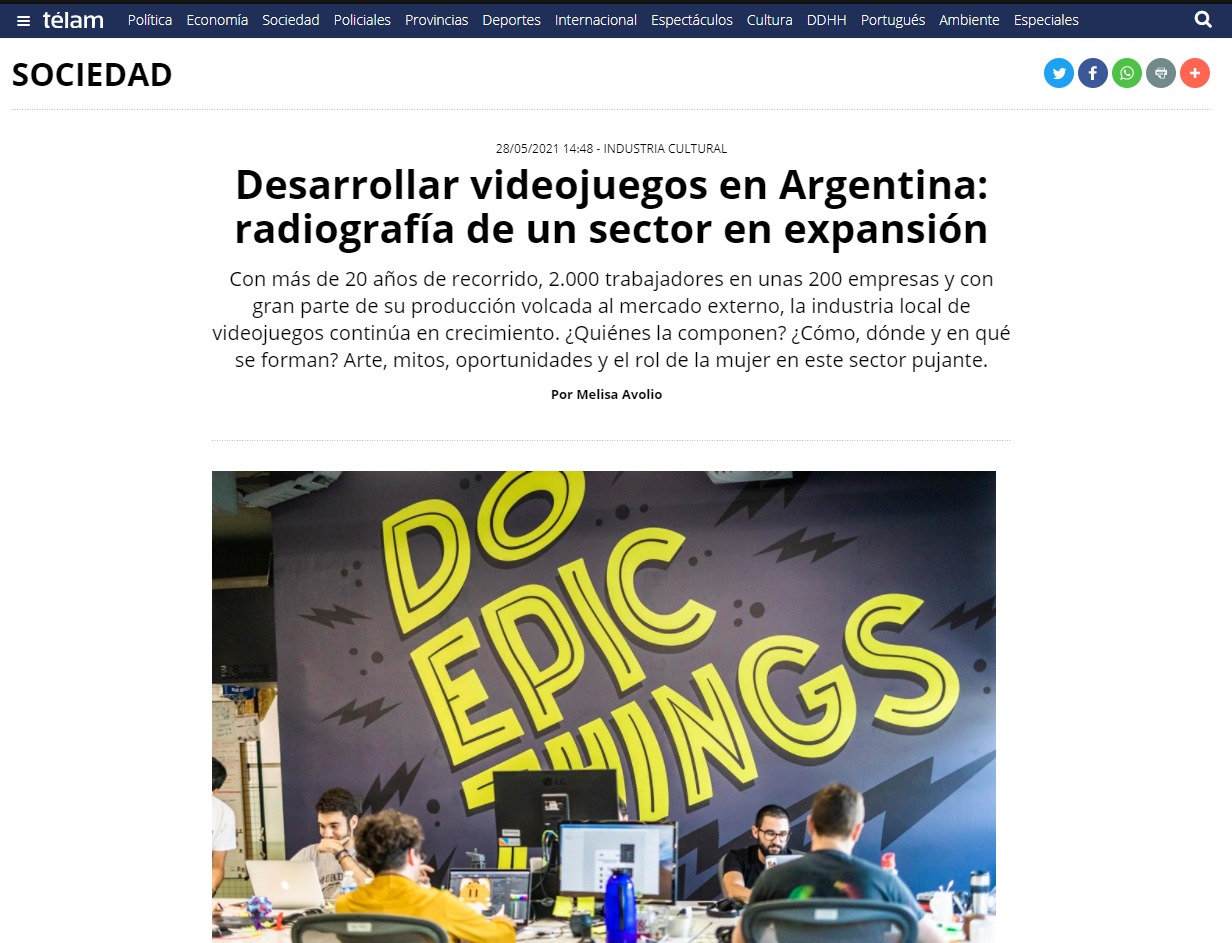 télam Política Economía Sociedad Policiales Provincias Deportes Internacional Espectáculos Cultura DDHH Portugués Ambiente Especiales
SOCIEDAD
28/05/2021 14:48 - INDUSTRIA CULTURAL
Desarrollar videojuegos en Argentina:
radiografía de un sector en expansión
Con más de 20 años de recorrido, 2.000 trabajadores en unas 200 empresas y con
gran parte de su producción volcada al mercado externo, la industria local de
videojuegos continúa en crecimiento. ¿Quiénes la componen? ¿Cómo, dónde y en qué
se forman? Arte, mitos, oportunidades y el rol de la mujer en este sector pujante.
Por Melisa Avolio
DO
EPIC
THINGS
LG